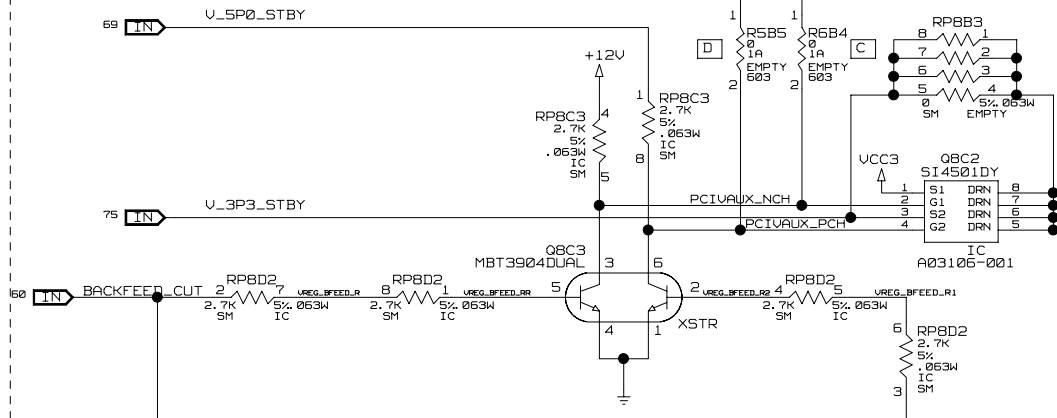 69 IN V_5P0_STBY
1
R5B5
0
1A
EMPTY
603
2
D
1
R6B4
0
1A
EMPTY
603
2
C
RP8B3
8 1
7 2
6 3
5 4
0 5%.063W
SM EMPTY
+12V
RP8C3
2.7K
5%
.063W
IC
SM
4
5
1
RP8C3
2.7K
5%
.063W
IC
SM
8
VCC3
Q8C2
SI4501DY
1 S1 DRN 8
2 G1 DRN 7
3 S2 DRN 6
4 G2 DRN 5
IC
A03106-001
75 IN V_3P3_STBY
PCIVAUX_NCH
PCIVAUX_PCH
Q8C3
MBT3904DUAL
3 6
5 2
4 1
XSTR
60 IN BACKFEED_CUT
RP8D2
2 7
2.7K 5%.063W
SM IC
VREG_BFEED_R
RP8D2
8 1
2.7K 5%.063W
SM IC
VREG_BFEED_RR
VREG_BFEED_R2
RP8D2
4 5
2.7K 5%.063W
SM IC
VREG_BFEED_R1
6
RP8D2
2.7K
5%
.063W
IC
SM
3